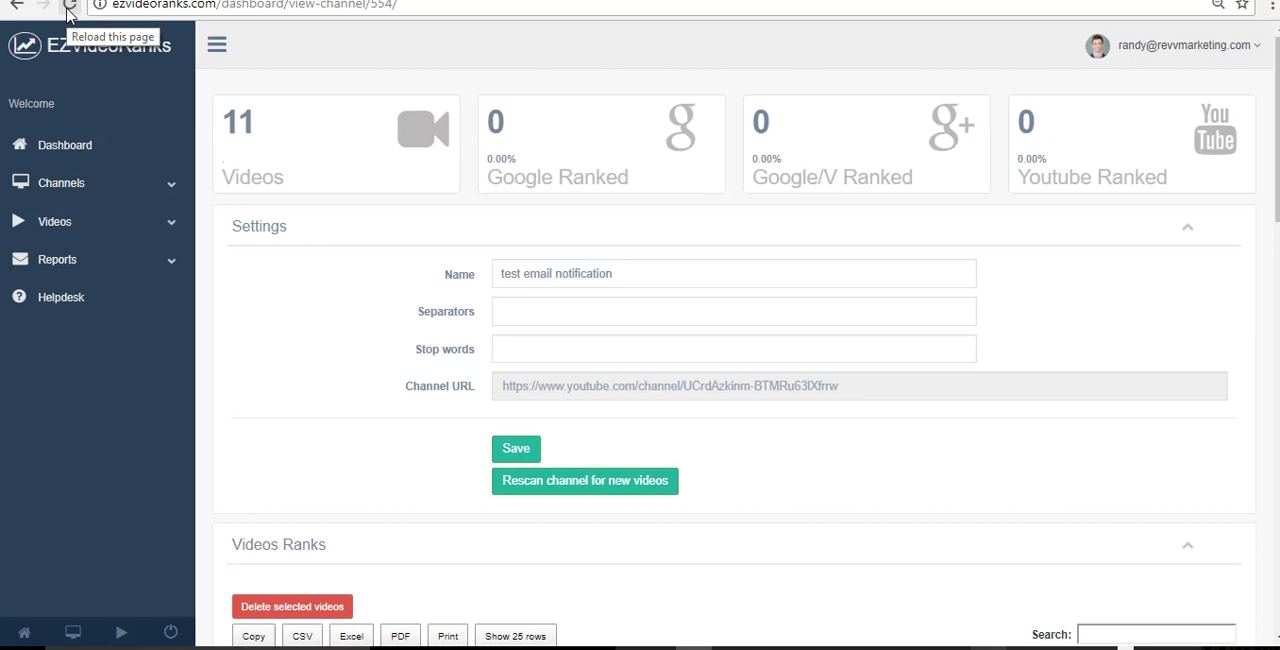 ezvideoranks.com/dashboard/view-channel/554/
Reload this page
EZVideoRanks
randy@revvmarketing.com
Welcome
Dashboard
Channels
Videos
Reports
Helpdesk
11
Videos
0
0.00%
Google Ranked
g
0
0.00%
Google/V Ranked
g+
0
0.00%
Youtube Ranked
You
Tube
Settings
Name
test email notification
Separators
Stop words
Channel URL
https://www.youtube.com/channel/UCrdAzkinm-BTMRu63lXfrrw
Save
Rescan channel for new videos
Videos Ranks
Delete selected videos
Copy CSV Excel PDF Print Show 25 rows
Search: